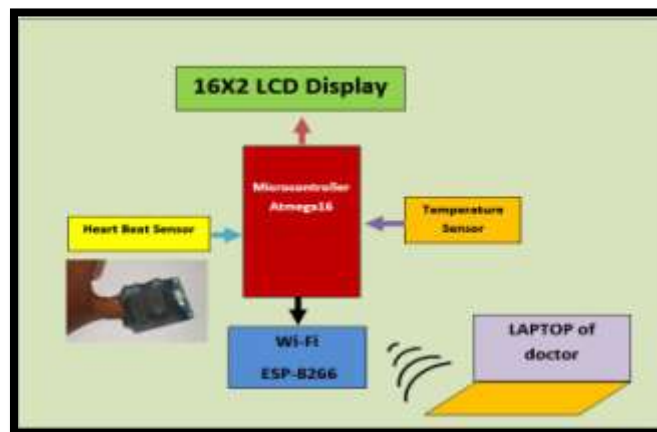 16X2 LCD Display
Microcontroller
Atmega16
Heart Beat Sensor
Temperature
Sensor
Wi-Fi
ESP-8266
LAPTOP of
doctor